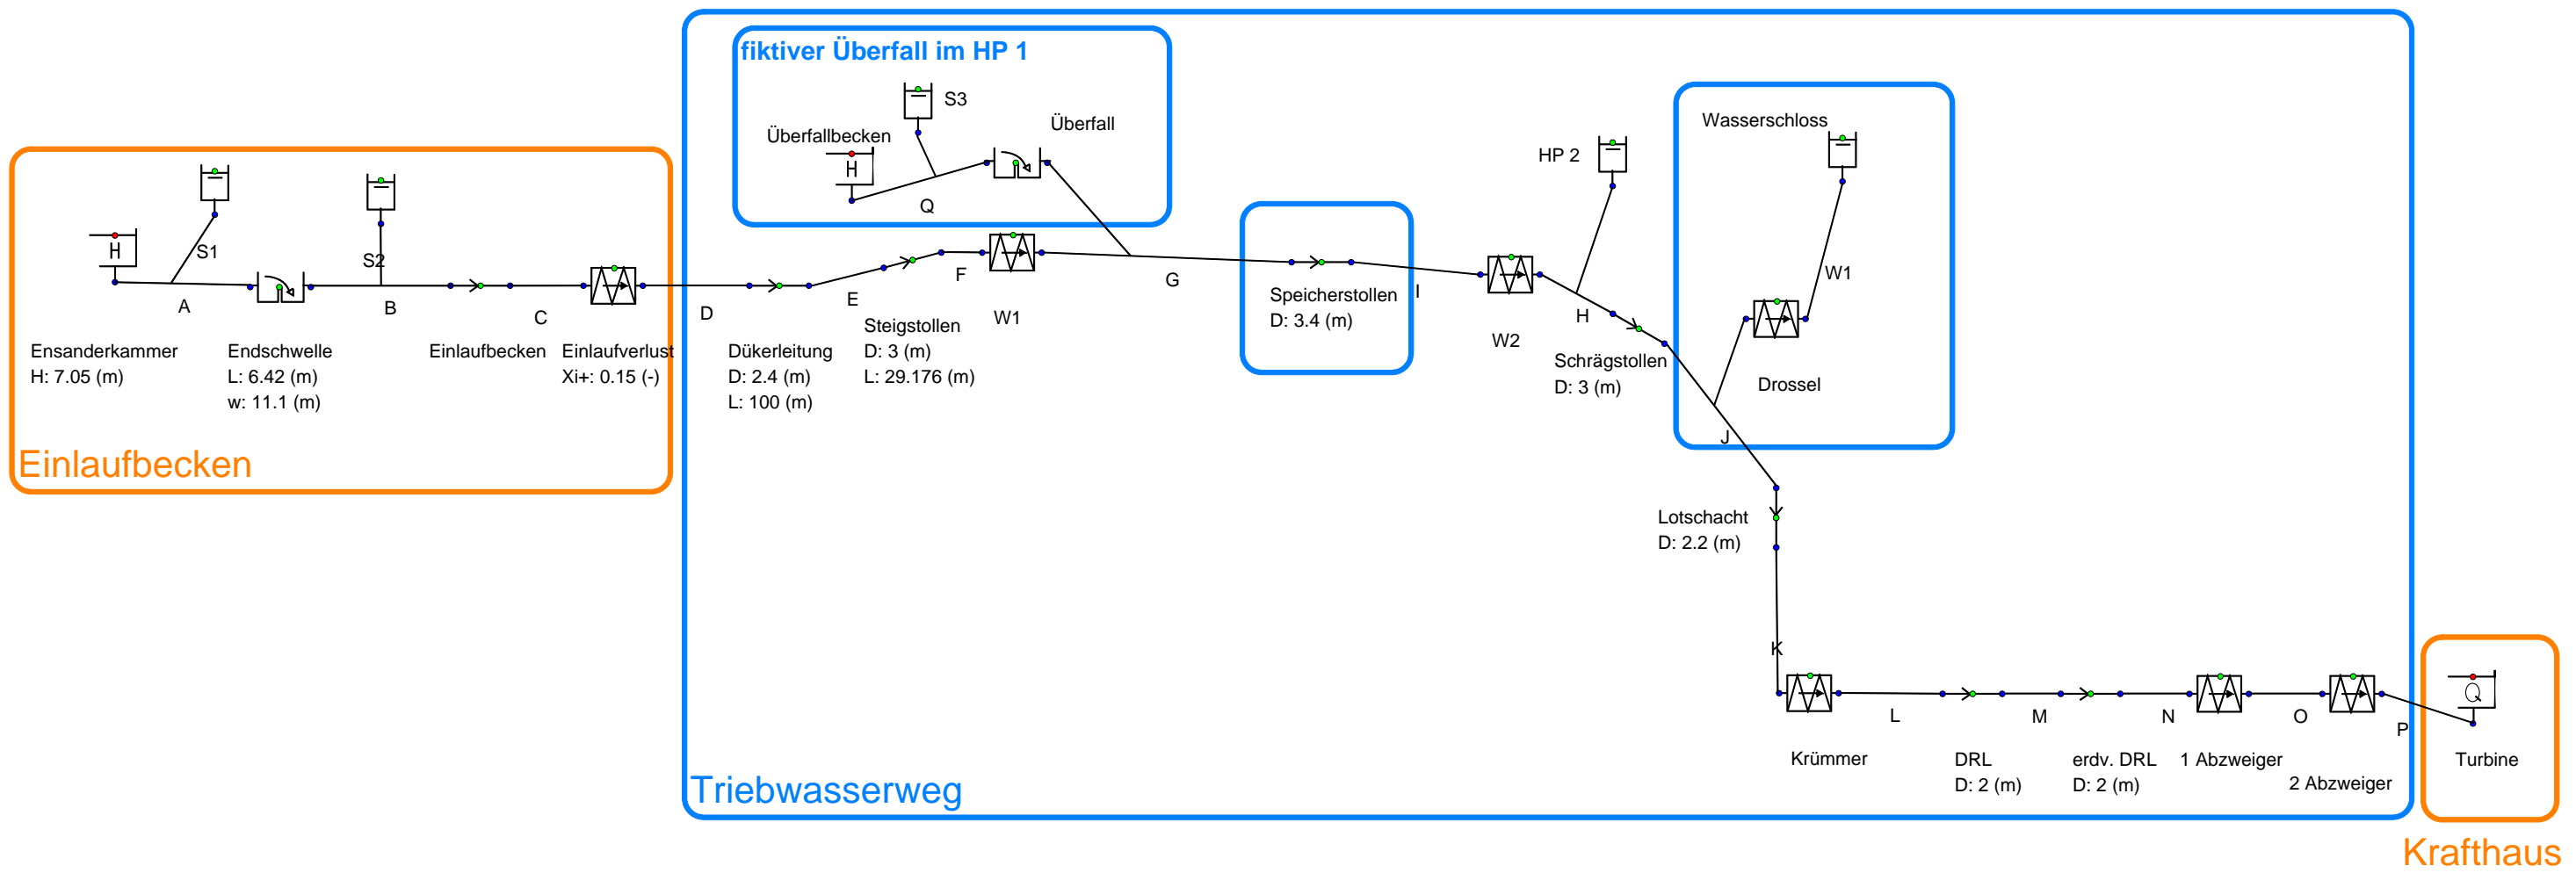 fiktiver Überfall im HP 1
S3
Überfallbecken
Überfall
H
Q
S1
S2
H
A
B
C
Ensanderkammer
H: 7.05 (m)
Endschwelle
L: 6.42 (m)
w: 11.1 (m)
Einlaufbecken
Einlaufverlust
Xi+: 0.15 (-)
Einlaufbecken
D
Dükerleitung
D: 2.4 (m)
L: 100 (m)
E
Steigstollen
D: 3 (m)
L: 29.176 (m)
F
W1
G
Speicherstollen
D: 3.4 (m)
I
W2
HP 2
H
Schrägstollen
D: 3 (m)
Wasserschloss
W1
Drossel
J
Lotschacht
D: 2.2 (m)
K
Krümmer
L
DRL
D: 2 (m)
M
erdv. DRL
D: 2 (m)
N
1 Abzweiger
O
2 Abzweiger
P
Q
Turbine
Triebwasserweg
Krafthaus